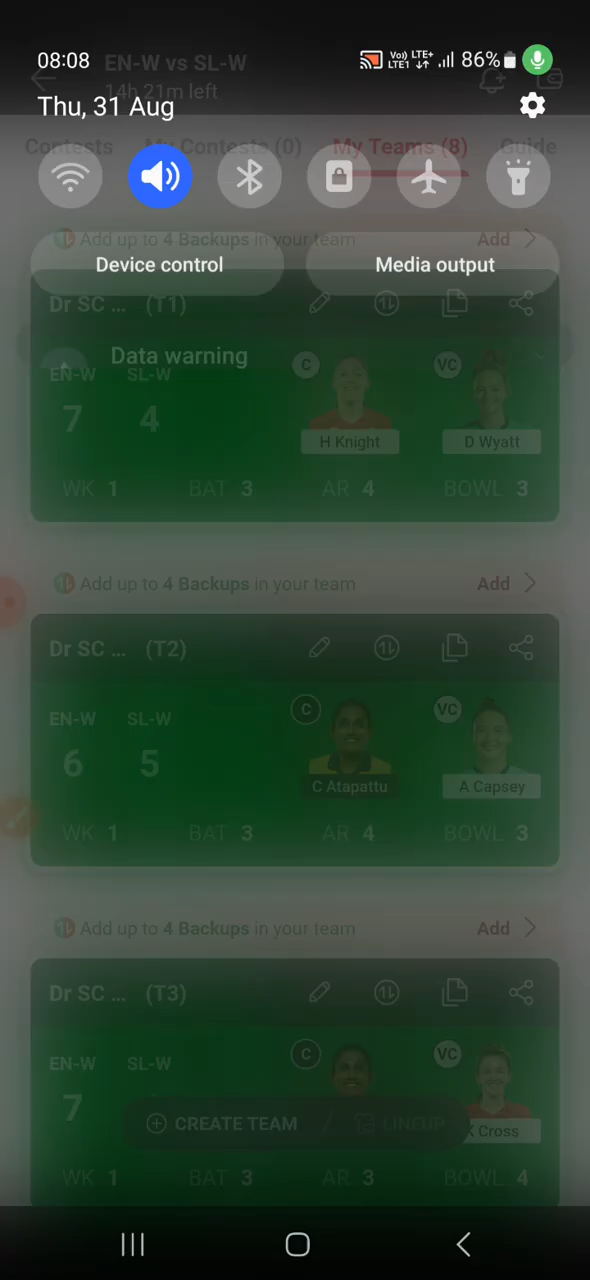 08:08
EN-W vs SL-W
Vo)) LTE+
LTE1
86%
14h 21m left
Thu, 31 Aug
Contests
My Contests (0)
My Teams (8)
Guide
Add up to 4 Backups in your team
Add
Device control
Media output
Dr SC ... (T1)
Data warning
EN-W
SL-W
C
VC
7
4
H Knight
D Wyatt
WK 1
BAT 3
AR 4
BOWL 3
Add up to 4 Backups in your team
Add
Dr SC ... (T2)
EN-W
SL-W
C
VC
6
5
C Atapattu
A Capsey
WK 1
BAT 3
AR 4
BOWL 3
Add up to 4 Backups in your team
Add
Dr SC ... (T3)
EN-W
SL-W
C
VC
7
CREATE TEAM
LINEUP
Cross
WK 1
BAT 3
AR 3
BOWL 4